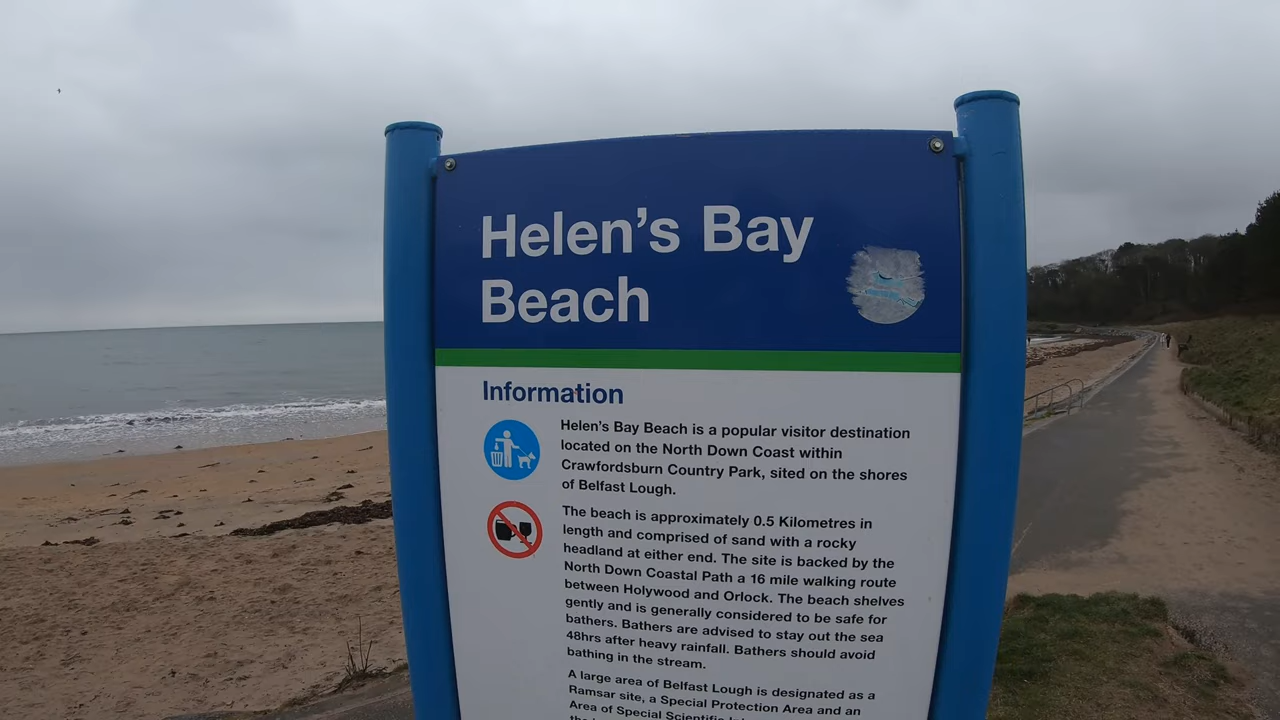 Helen's Bay
Beach
Information
Helen's Bay Beach is a popular visitor destination
located on the North Down Coast within
Crawfordsburn Country Park, sited on the shores
of Belfast Lough.
The beach is approximately 0.5 Kilometres in
length and comprised of sand with a rocky
headland at either end. The site is backed by the
North Down Coastal Path a 16 mile walking route
between Holywood and Orlock. The beach shelves
gently and is generally considered to be safe for
bathers. Bathers are advised to stay out the sea
48hrs after heavy rainfall. Bathers should avoid
bathing in the stream.
A large area of Belfast Lough is designated as a
Ramsar site, a Special Protection Area and an
Area of Special Scientific